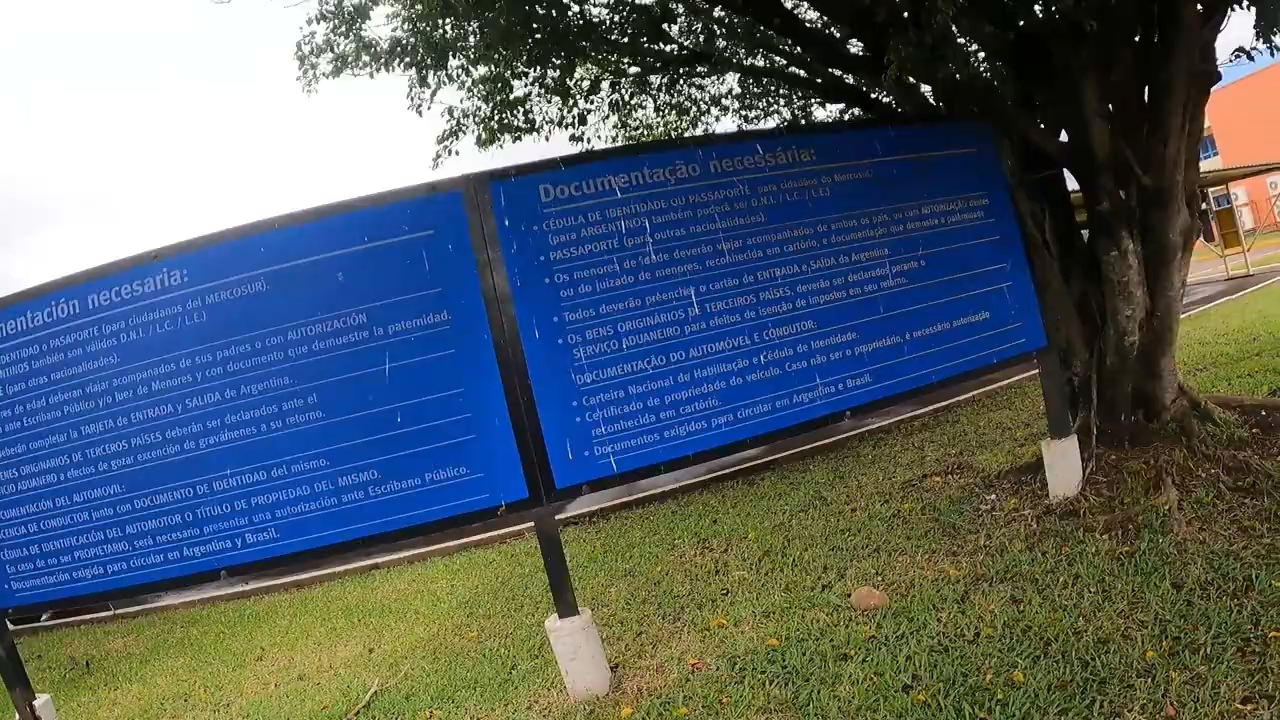 mentación necesaria:
IDENTIDAD o PASAPORTE (para ciudadanos del MERCOSUR).
NTINOS también son válidos D.N.I. / L.C. / L.E.)
(para otras nacionalidades).
res de edad deberan viajar acompanados de sus padres o con AUTORIZACIÓN
ante Escribano Público y/o Juez de Menores y con documento que demuestre la paternidad.
deberán completar la TARJETA de ENTRADA y SALIDA de Argentina.
ENES ORIGINARIOS DE TERCEROS PAÍSES deberán ser declarados ante el
ICIO ADUANERO a efectos de gozar exención de gravámenes a su retorno.
CUMENTACIÓN DEL AUTOMOVIL:
CENCIA DE CONDUCTOR junto con DOCUMENTO DE IDENTIDAD del mismo.
CÉDULA DE IDENTIFICACIÓN DEL AUTOMOTOR O TÍTULO DE PROPIEDAD DEL MISMO.
En caso de no ser PROPIETARIO, será necesario presentar una autorización ante Escribano Público.
• Documentación exigida para circular en Argentina y Brasil.
Documentação necessária:
• CÉDULA DE IDENTIDADE OU PASSAPORTE para cidadãos do Mercosul
(para ARGENTINOS também poderá ser D.N.I. / L.C. / L.E.)
• PASSAPORTE (para outras nacionalidades).
• Os menores de idade deverão viajar acompanhados de ambos os pais, ou com AUTORIZAÇÃO destes
ou do juizado de menores, reconhecida em cartório, e documentação que demostre a paternidade
• Todos deverão preencher o cartão de ENTRADA e SAÍDA da Argentina.
• Os BENS ORIGINÁRIOS DE TERCEIROS PAÍSES, deverão ser declarados perante o
SERVIÇO ADUANEIRO para efeitos de isenção de impostos em seu retorno.
DOCUMENTAÇÃO DO AUTOMÓVEL E CONDUTOR:
• Carteira Nacional de Habilitação e Cédula de Identidade.
• Certificado de propriedade do veículo. Caso não ser o proprietário, é necessário autorização
reconhecida em cartório.
• Documentos exigidos para circular em Argentina e Brasil.